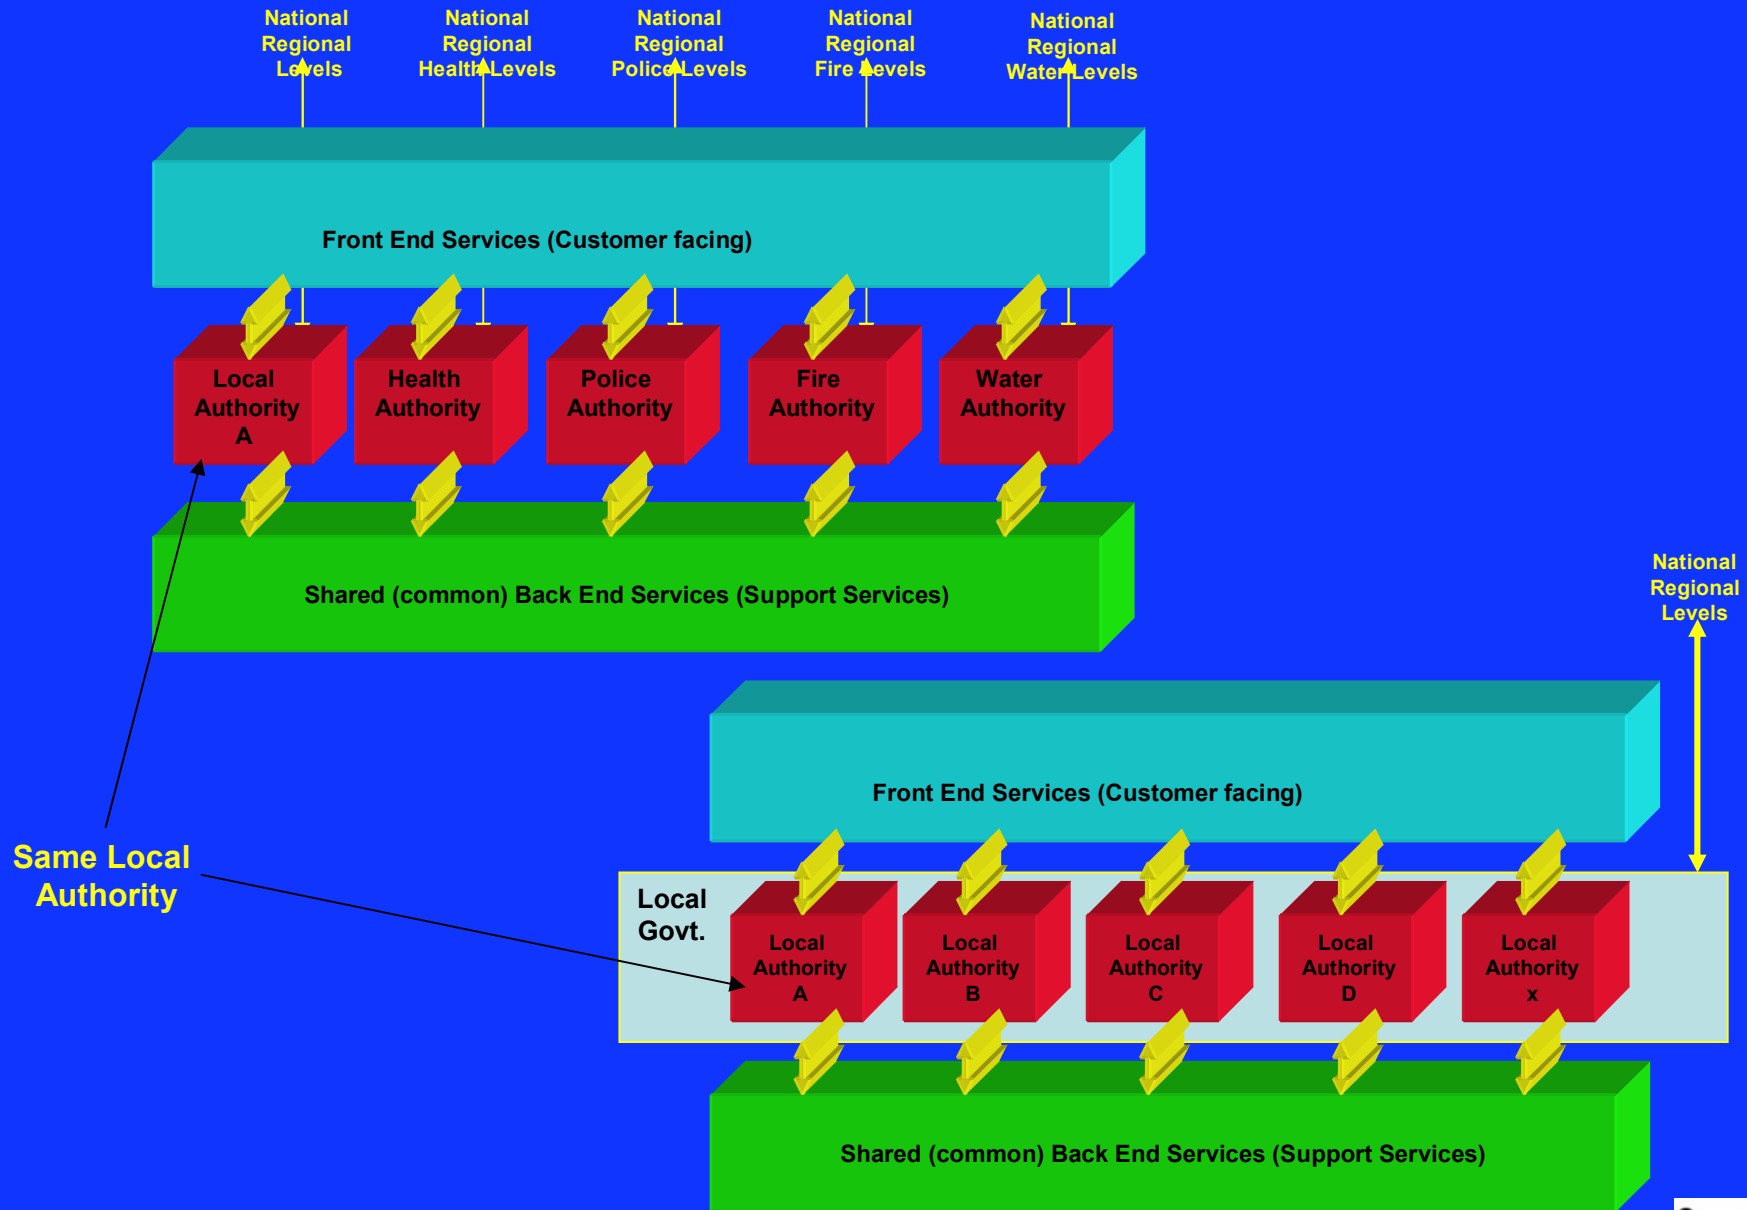 National
Regional
Levels
National
Regional
Health Levels
National
Regional
Police Levels
National
Regional
Fire Levels
National
Regional
Water Levels
Front End Services (Customer facing)
Local
Authority
A
Health
Authority
Police
Authority
Fire
Authority
Water
Authority
Shared (common) Back End Services (Support Services)
National
Regional
Levels
Front End Services (Customer facing)
Same Local
Authority
Local
Govt.
Local
Authority
A
Local
Authority
B
Local
Authority
C
Local
Authority
D
Local
Authority
x
Shared (common) Back End Services (Support Services)